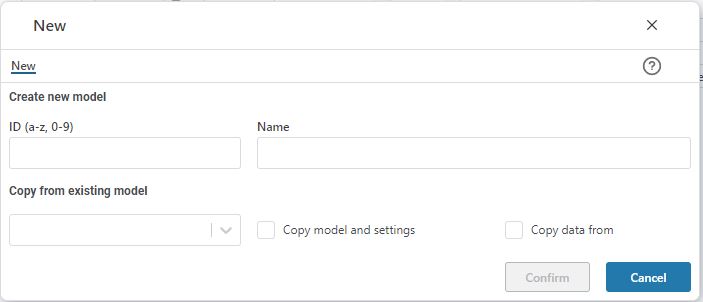 New
New
Create new model
ID (a-z, 0-9)
Name
Copy from existing model
Copy model and settings
Copy data from
Confirm
Cancel